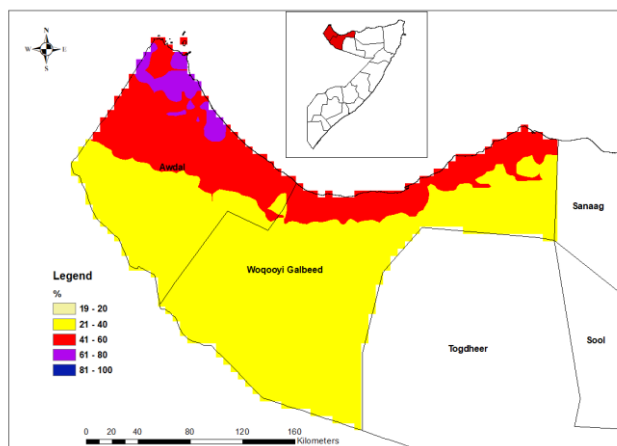 N
W E
S
Awdal
Sanaag
Woqooyi Galbeed
Legend
%
19 - 20
21 - 40
41 - 60
61 - 80
81 - 100
Togdheer
Sool
0 20 40 80 120 160
Kilometers